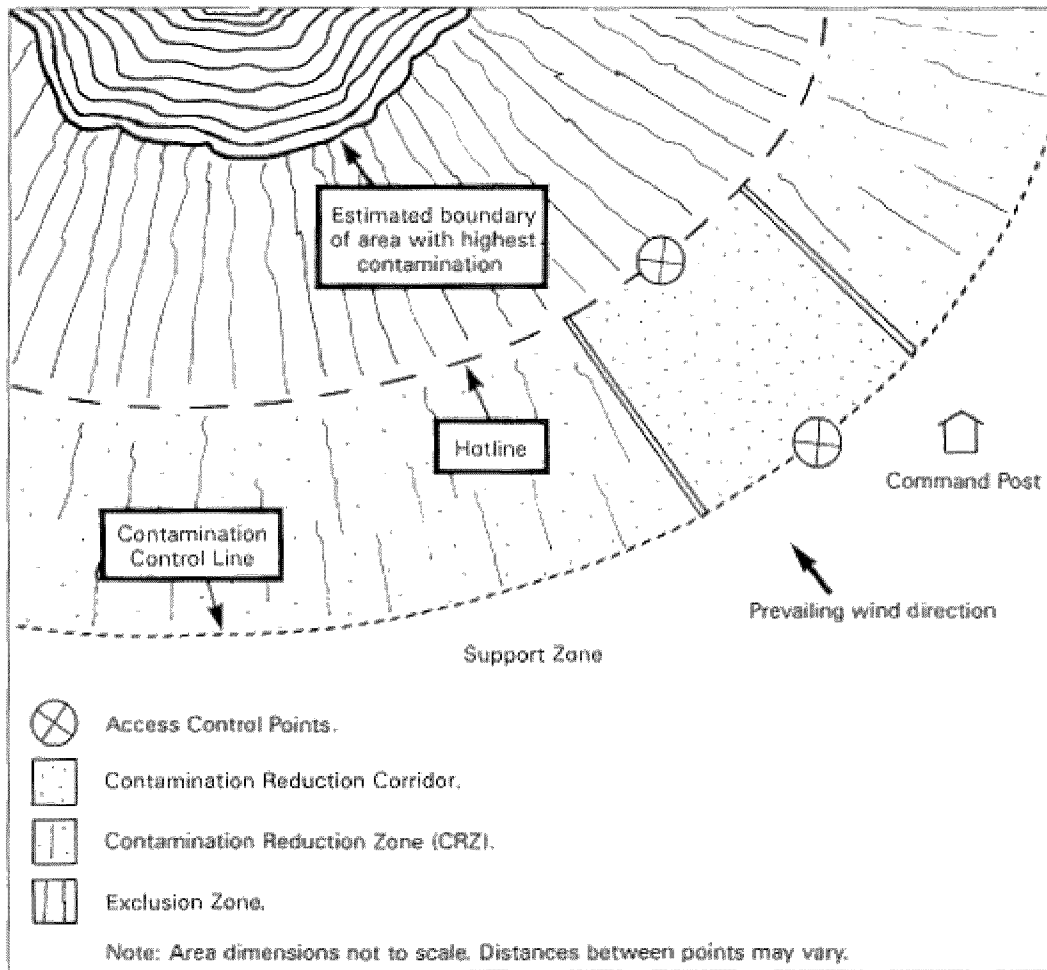 Estimated boundary
of area with highest
contamination
Hotline
Command Post
Contamination
Control Line
Prevailing wind direction
Support Zone
Access Control Points.
Contamination Reduction Corridor.
Contamination Reduction Zone (CRZ).
Exclusion Zone.
Note: Area dimensions not to scale. Distances between points may vary.